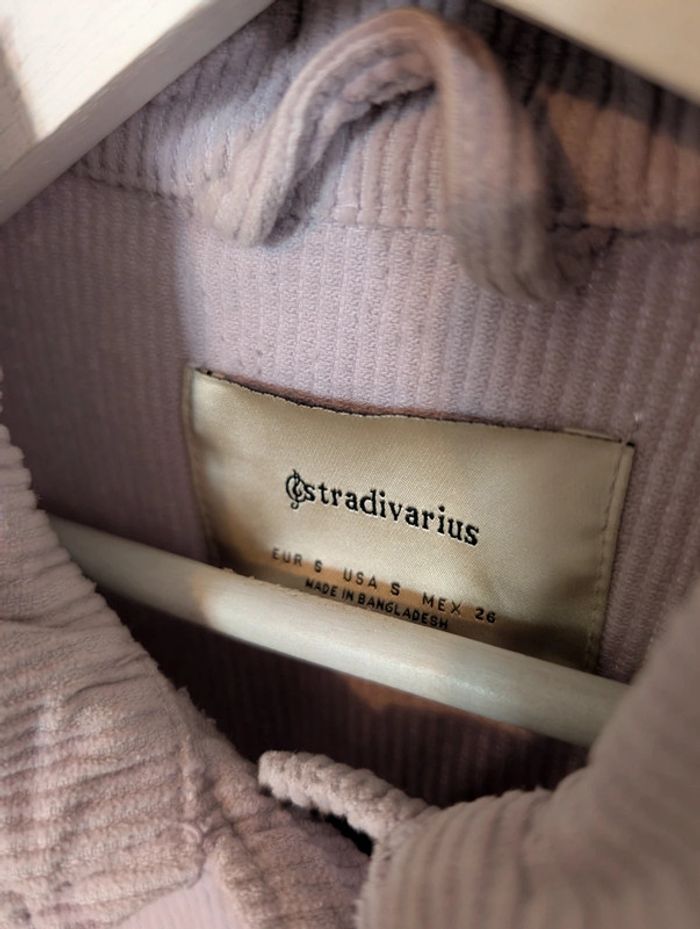 stradivarius
EUR S USA S MEX 26
MADE IN BANGLADESH